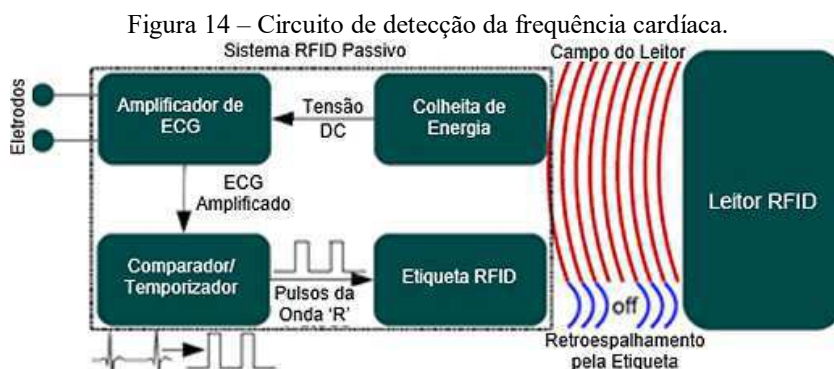 Figura 14 – Circuito de detecção da frequência cardíaca.
Sistema RFID Passivo
Campo do Leitor
Eletrodos
Amplificador de
ECG
Tensão
DC
Colheita de
Energia
Leitor RFID
ECG
Amplificado
Comparador/
Temporizador
Pulsos da
Onda 'R'
Etiqueta RFID
off
Retroespalhamento
pela Etiqueta